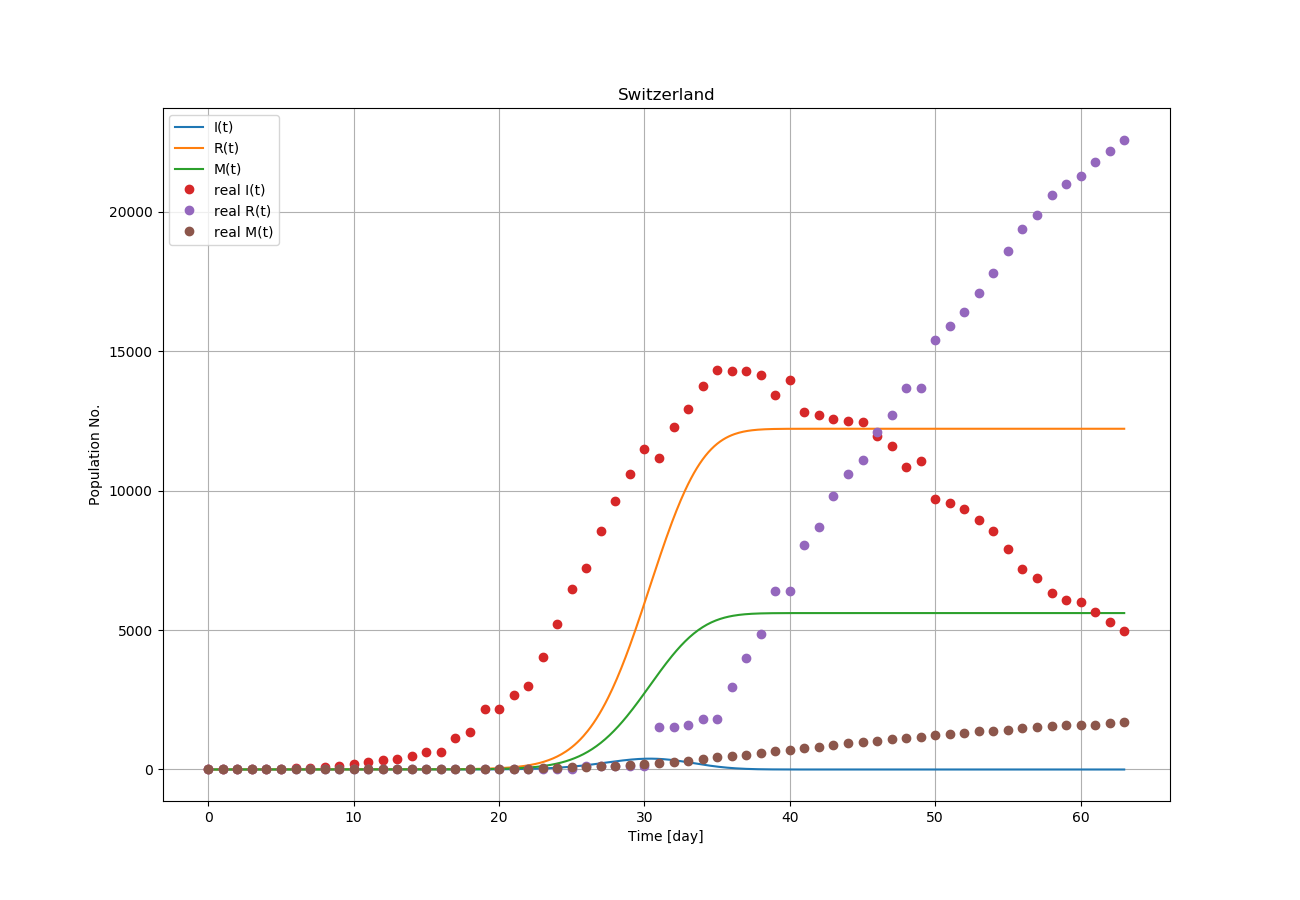 Switzerland
I(t)
R(t)
M(t)
real I(t)
real R(t)
real M(t)
20000
15000
10000
5000
0
Population No.
0 10 20 30 40 50 60
Time [day]